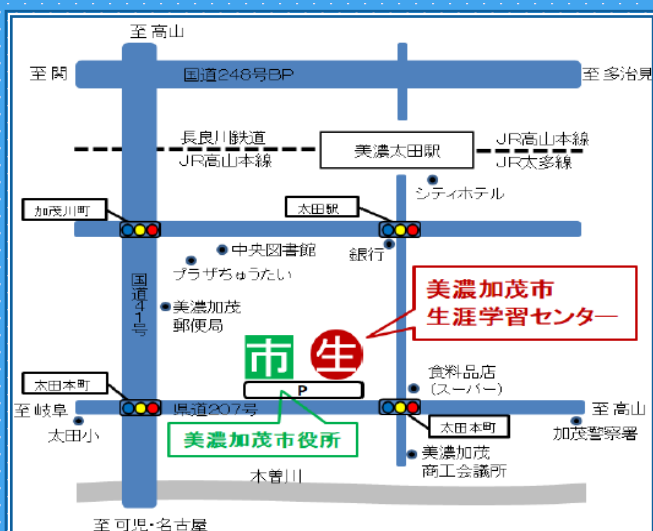 至高山
至関
国道248号BP
至多治見
長良川鉄道
JR高山本線
美濃太田駅
JR高山本線
JR太多線
シティホテル
加茂川町
太田駅
中央図書館
銀行
プラザちゅうたい
国道41号
美濃加茂
郵便局
美濃加茂市
生涯学習センター
市
生
食料品店
(スーパー)
太田本町
P
至岐阜
県道207号
至高山
太田小
美濃加茂市役所
太田本町
加茂警察署
美濃加茂
商工会議所
木曽川
至可児・名古屋